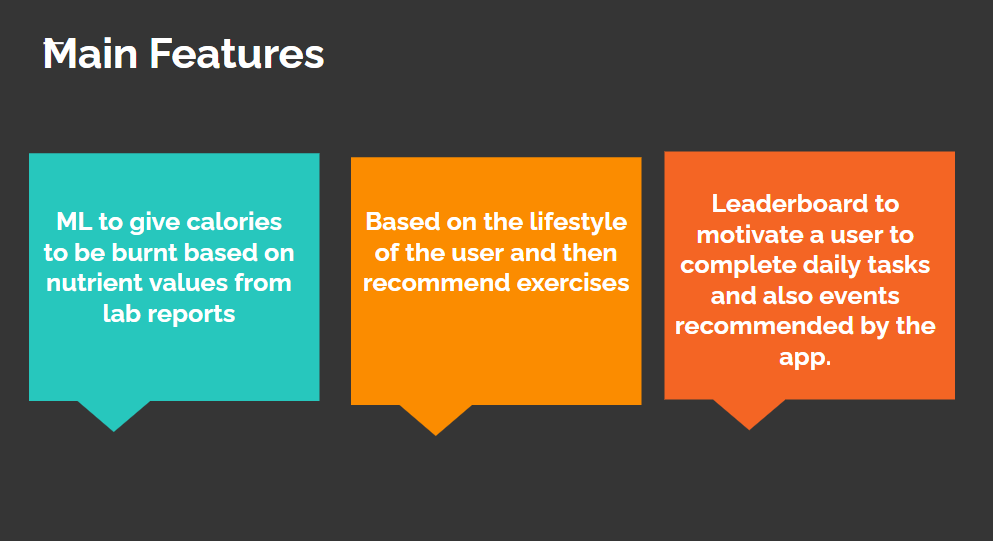 Main Features
ML to give calories
to be burnt based on
nutrient values from
lab reports
Based on the lifestyle
of the user and then
recommend exercises
Leaderboard to
motivate a user to
complete daily tasks
and also events
recommended by the
app.